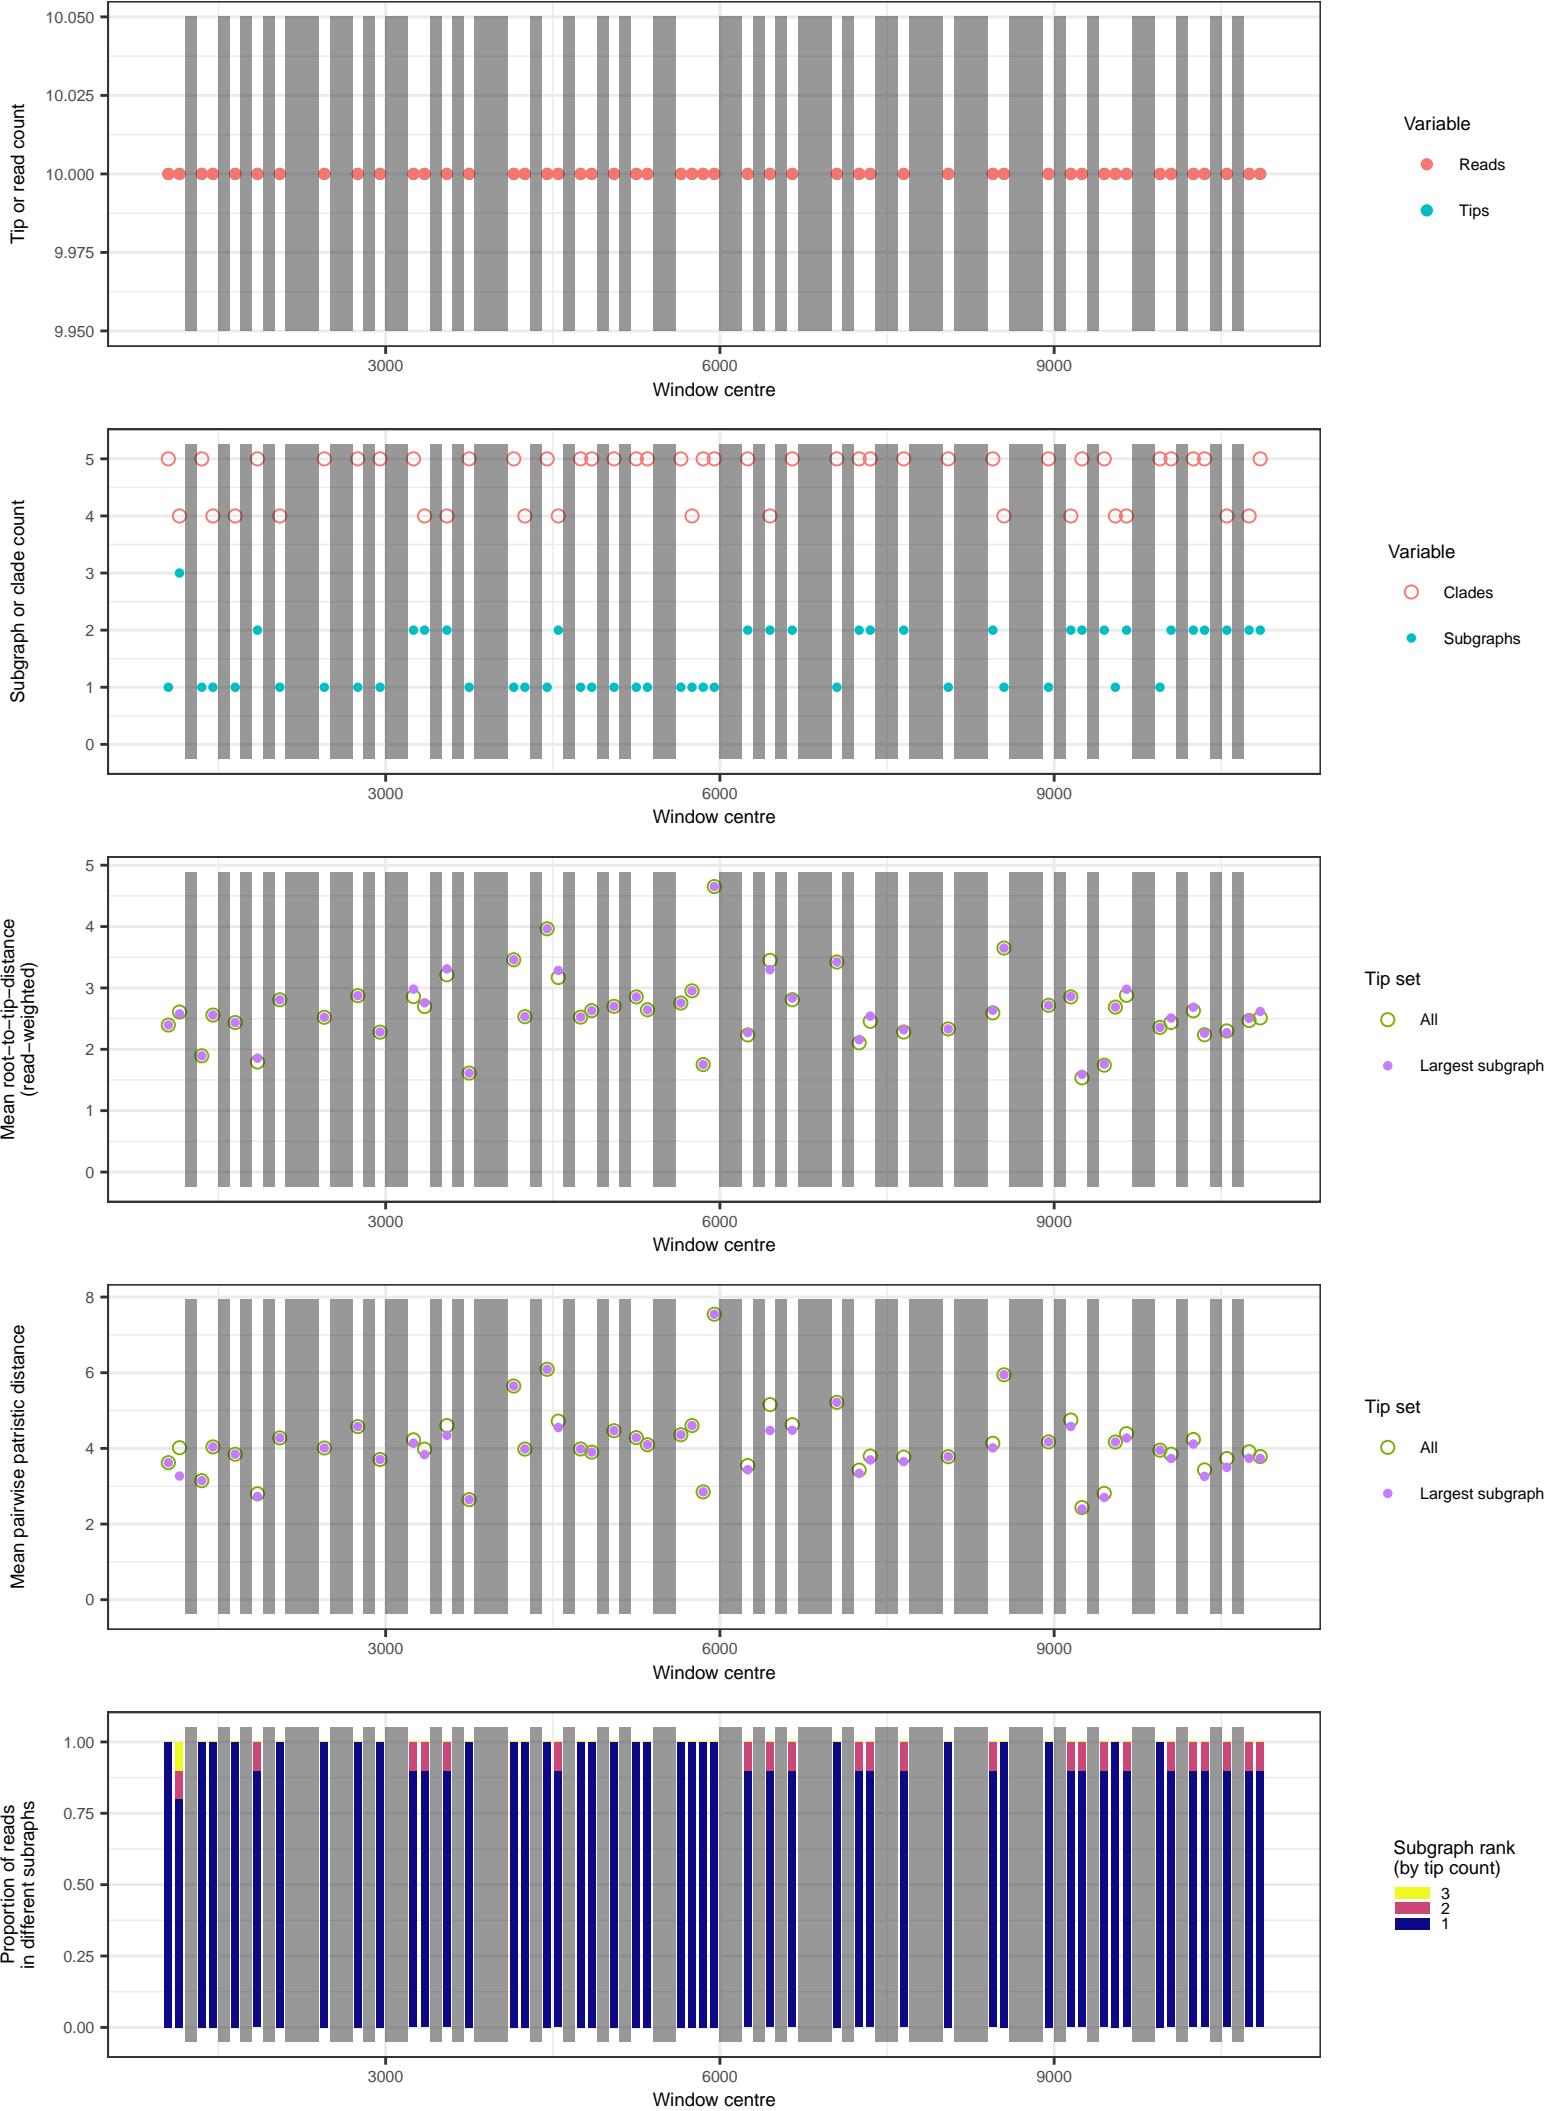 10.050
10.025
10.000
9.975
9.950
Tip or read count
3000
6000
9000
Window centre
Variable
Reads
Tips
5
4
3
2
1
0
Subgraph or clade count
3000
6000
9000
Window centre
Variable
Clades
Subgraphs
5
4
3
2
1
0
Mean root−to−tip−distance
(read−weighted)
3000
6000
9000
Window centre
Tip set
All
Largest subgraph
8
6
4
2
0
Mean pairwise patristic distance
3000
6000
9000
Window centre
Tip set
All
Largest subgraph
1.00
0.75
0.50
0.25
0.00
Proportion of reads
in different subraphs
3000
6000
9000
Window centre
Subgraph rank
(by tip count)
3
2
1